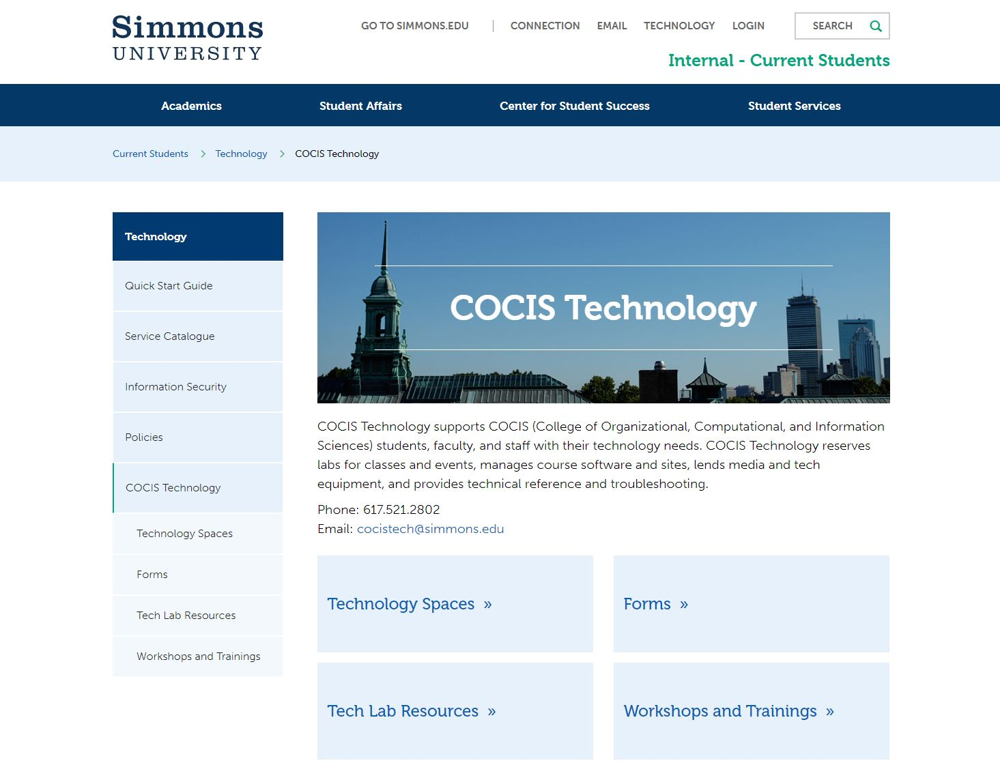 Simmons
UNIVERSITY
GO TO SIMMONS.EDU
CONNECTION
EMAIL
TECHNOLOGY
LOGIN
SEARCH
Internal - Current Students
Academics
Student Affairs
Center for Student Success
Student Services
Current Students > Technology > COCIS Technology
Technology
Quick Start Guide
Service Catalogue
Information Security
Policies
COCIS Technology
Technology Spaces
Forms
Tech Lab Resources
Workshops and Trainings
COCIS Technology
COCIS Technology supports COCIS (College of Organizational, Computational, and Information
Sciences) students, faculty, and staff with their technology needs. COCIS Technology reserves
labs for classes and events, manages course software and sites, lends media and tech
equipment, and provides technical reference and troubleshooting.
Phone: 617.521.2802
Email: cocistech@simmons.edu
Technology Spaces »
Forms »
Tech Lab Resources »
Workshops and Trainings »